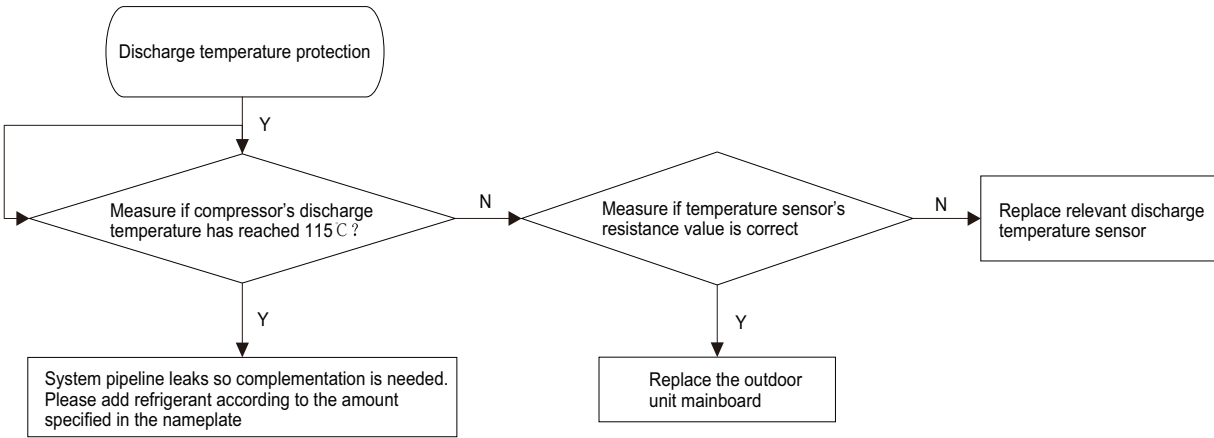 Discharge temperature protection
Y
Measure if compressor's discharge
temperature has reached 115℃?
N
Measure if temperature sensor's
resistance value is correct
N
Replace relevant discharge
temperature sensor
Y
System pipeline leaks so complementation is needed.
Please add refrigerant according to the amount
specified in the nameplate
Y
Replace the outdoor
unit mainboard